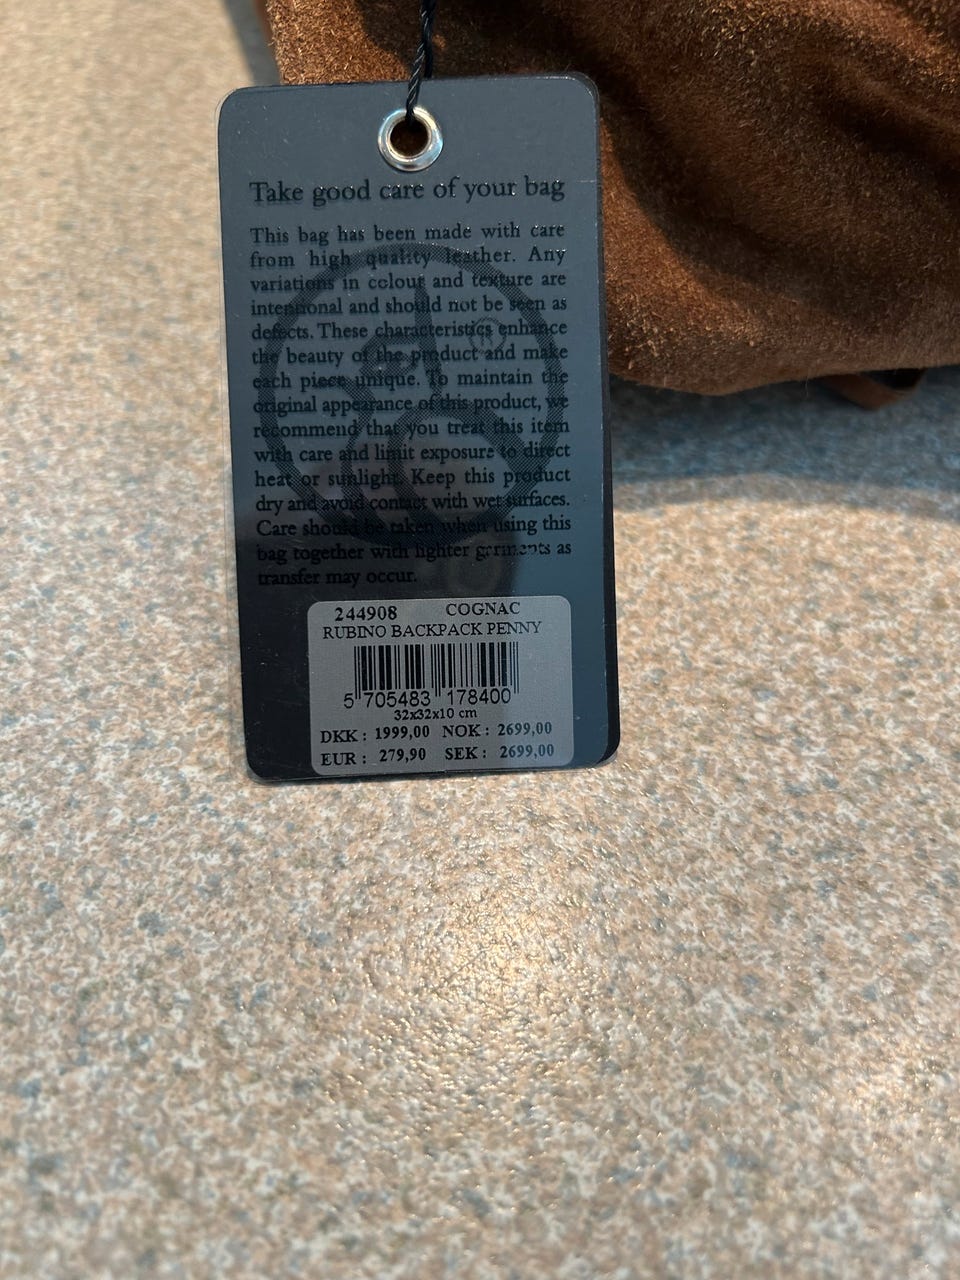 Take good care of your bag
This bag has been made with care
from high quality leather. Any
variations in colour and texture are
intentional and should not be seen as
defects. These characteristics enhance
the beauty of the product and make
each piece unique. To maintain the
original appearance of this product, we
recommend that you treat this item
with care and limit exposure to direct
heat or sunlight. Keep this product
dry and avoid contact with wet surfaces.
Care should be taken when using this
bag together with lighter garments as
transfer may occur.
®
244908 COGNAC
RUBINO BACKPACK PENNY
5 705483 178400
32x32x10 cm
DKK : 1999,00 NOK : 2699,00
EUR : 279,90 SEK : 2699,00